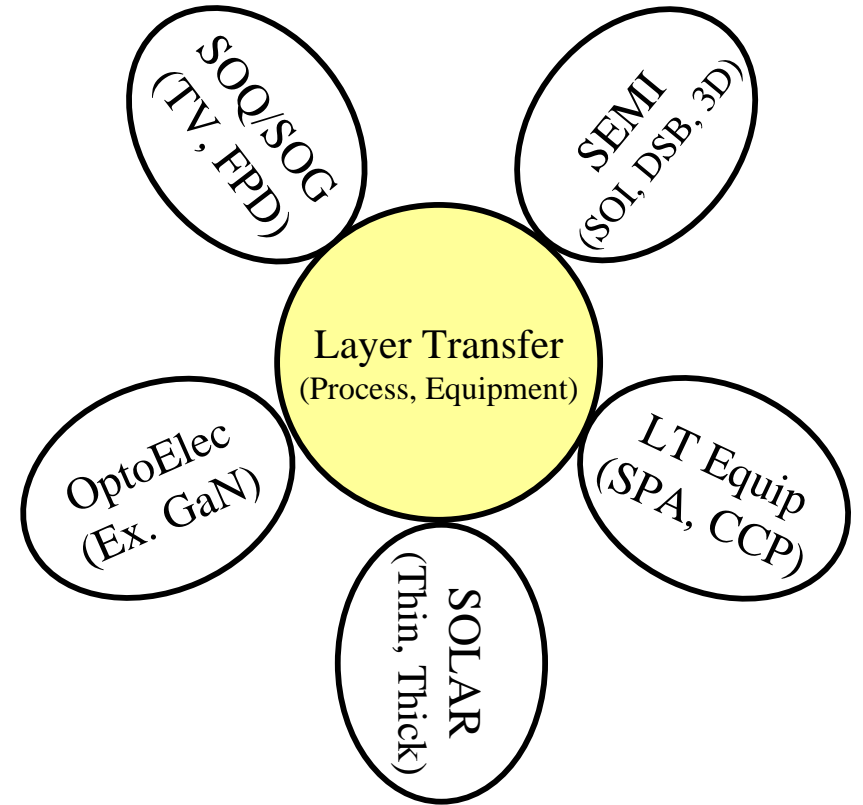 SOQ/SOG
(TV, FPD)
SEMI
(SOI, DSB, 3D)
Layer Transfer
(Process, Equipment)
OptoElec
(Ex. GaN)
LT Equip
(SPA, CCP)
SOLAR
(Thin, Thick)